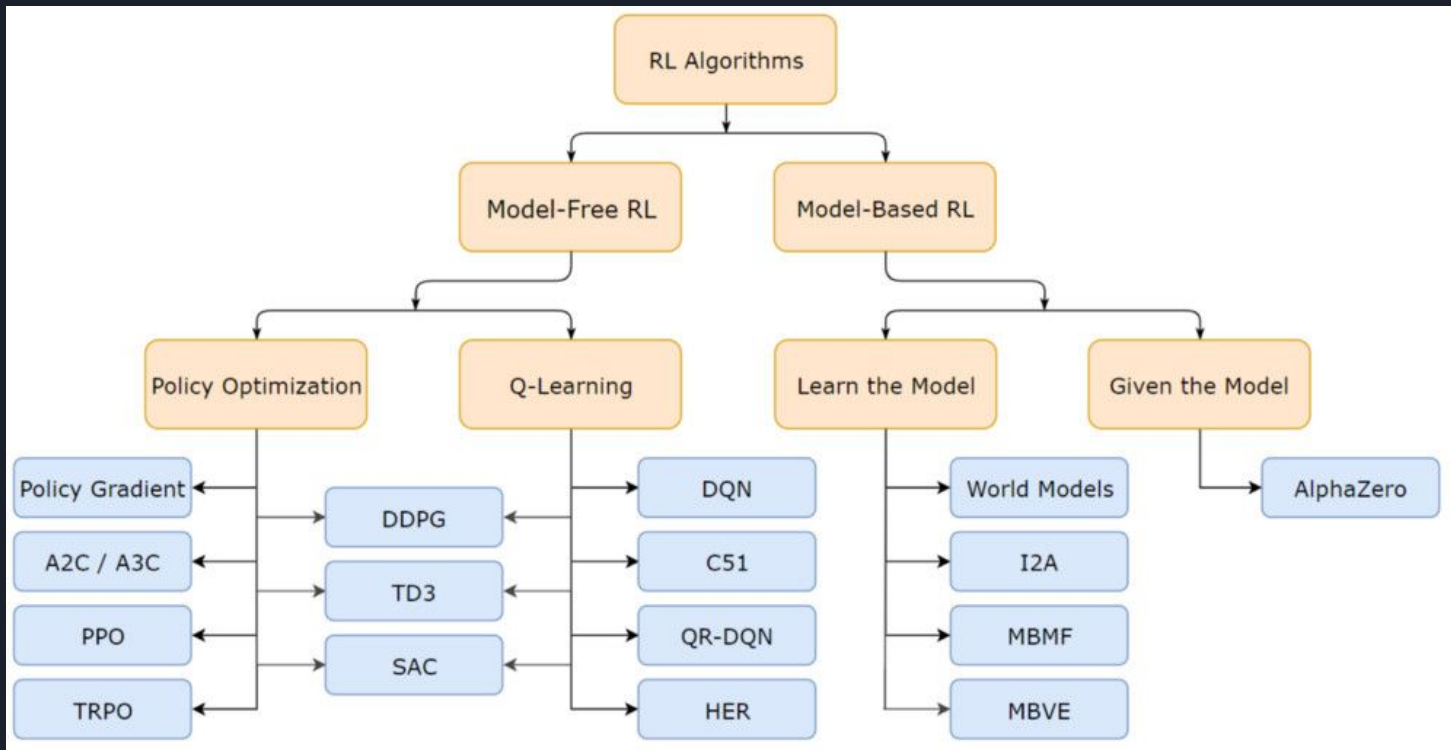 RL Algorithms
Model-Free RL
Model-Based RL
Policy Optimization
Q-Learning
Learn the Model
Given the Model
Policy Gradient
DDPG
DQN
World Models
AlphaZero
A2C / A3C
TD3
C51
I2A
PPO
SAC
QR-DQN
MBMF
TRPO
HER
MBVE